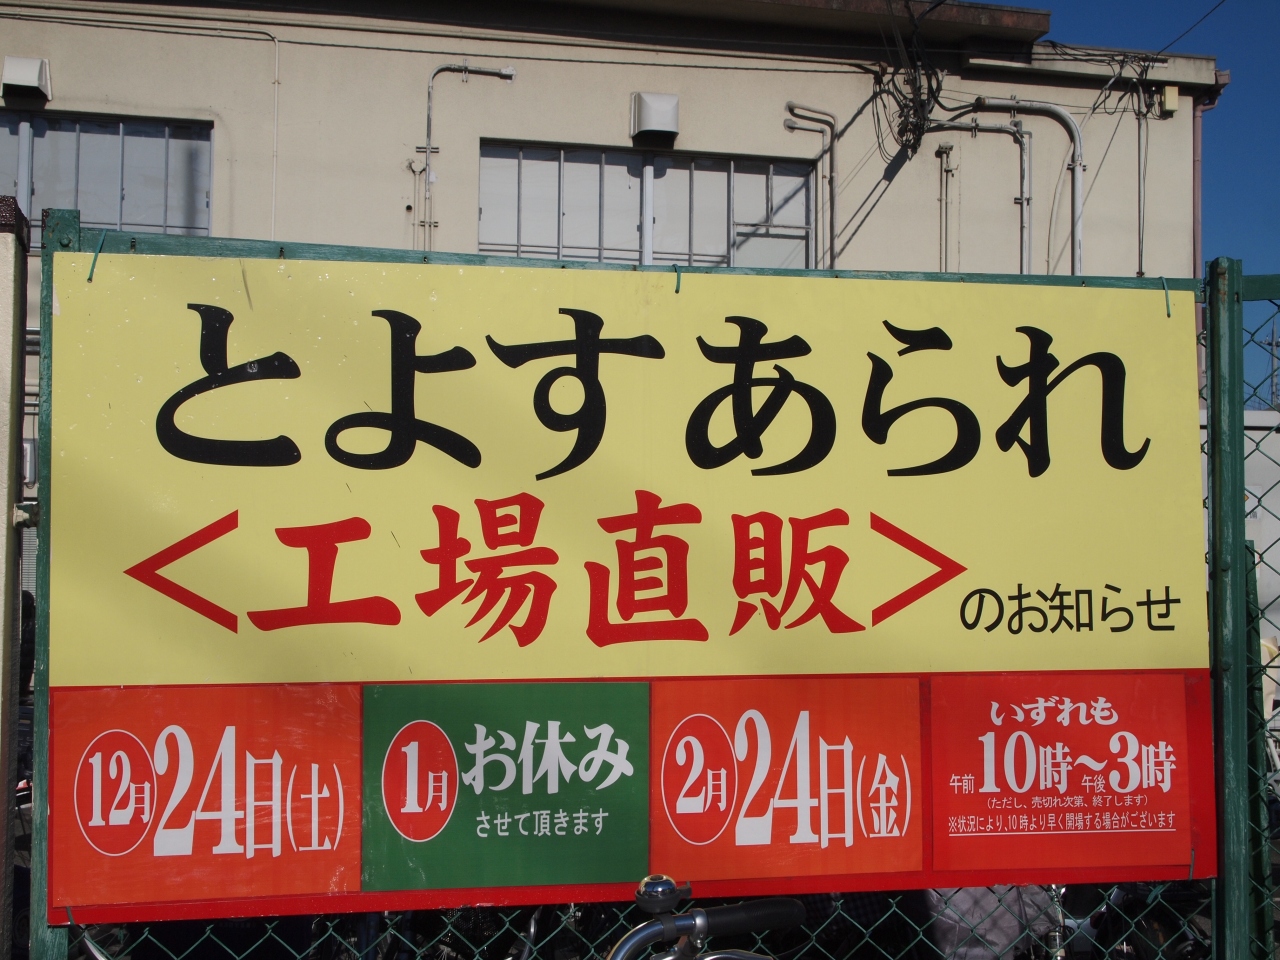 とよす あられ
<工場直販>のお知らせ
12月24日(土)
1月お休み
させて頂きます
2月24日(金)
いずれも
午前10時~午後3時
(ただし、売切れ次第、終了します)
※状況により、10時より早く開場する場合がございます